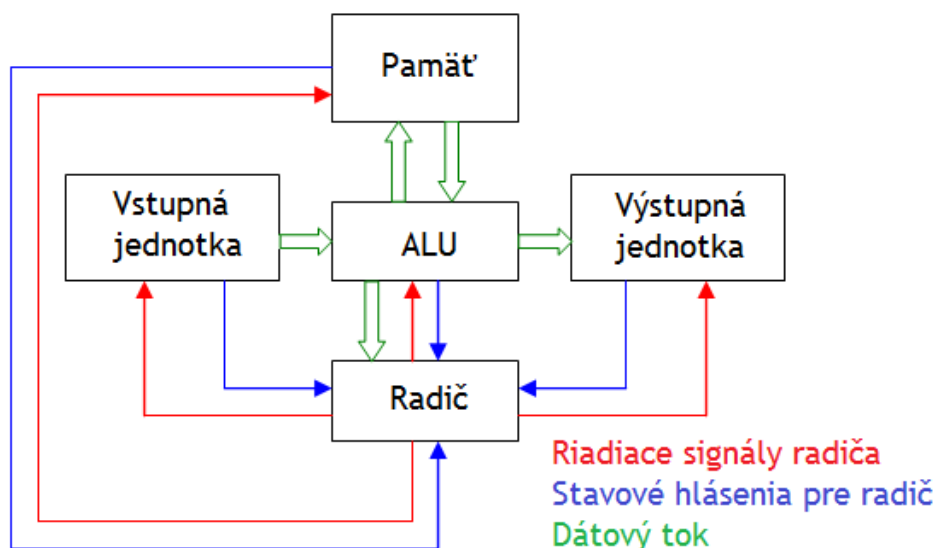 Pamäť
Vstupná
jednotka
ALU
Výstupná
jednotka
Radič
Riadiace signály radiča
Stavové hlásenia pre radič
Dátový tok